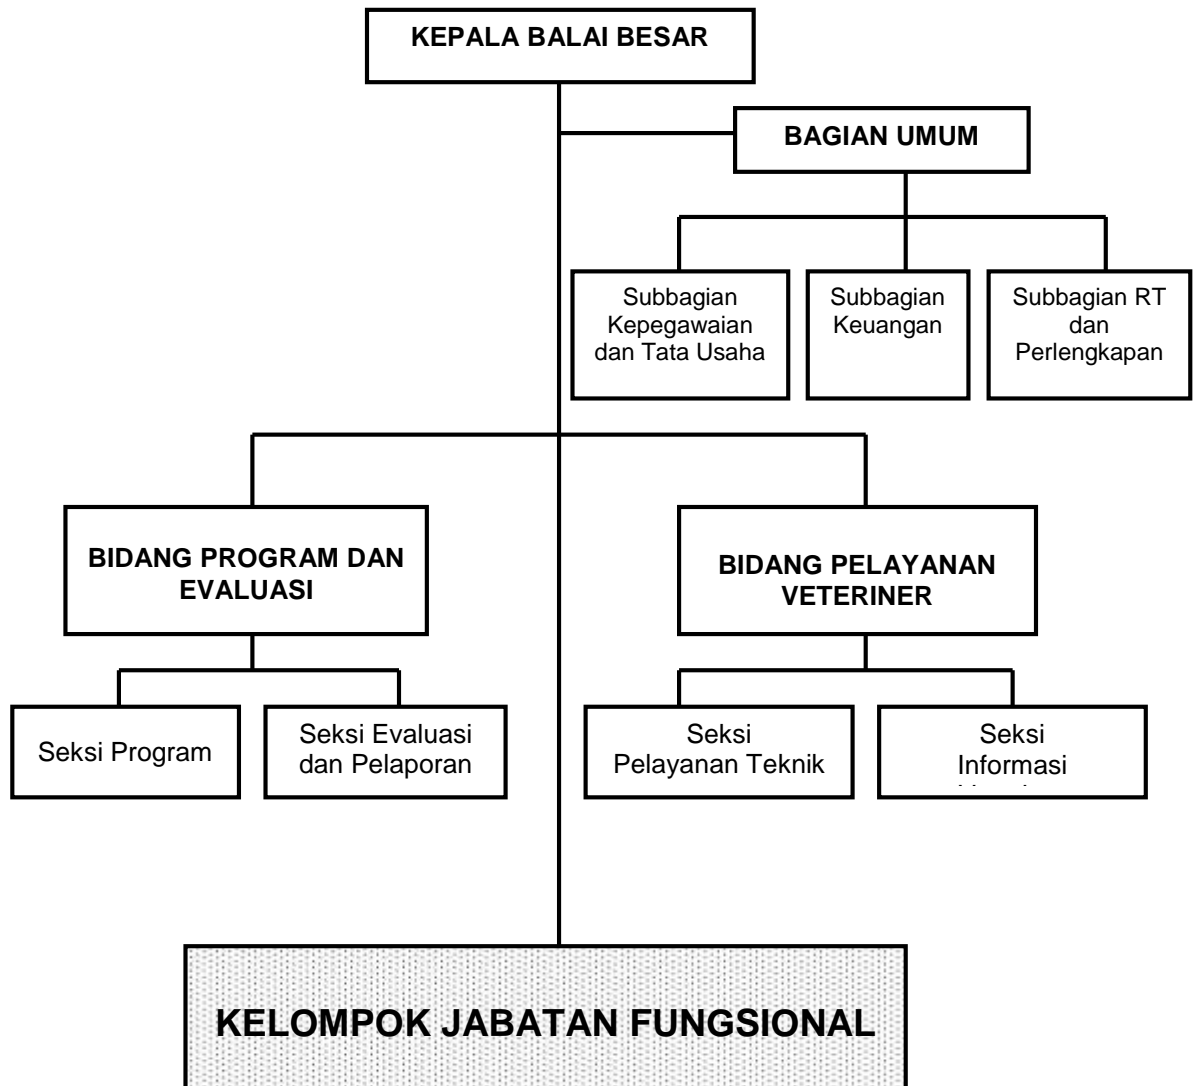 KEPALA BALAI BESAR
BAGIAN UMUM
Subbagian
Kepegawaian
dan Tata Usaha
Subbagian
Keuangan
Subbagian RT
dan
Perlengkapan
BIDANG PROGRAM DAN
EVALUASI
BIDANG PELAYANAN
VETERINER
Seksi Program
Seksi Evaluasi
dan Pelaporan
Seksi
Pelayanan Teknik
Seksi
Informasi
KELOMPOK JABATAN FUNGSIONAL